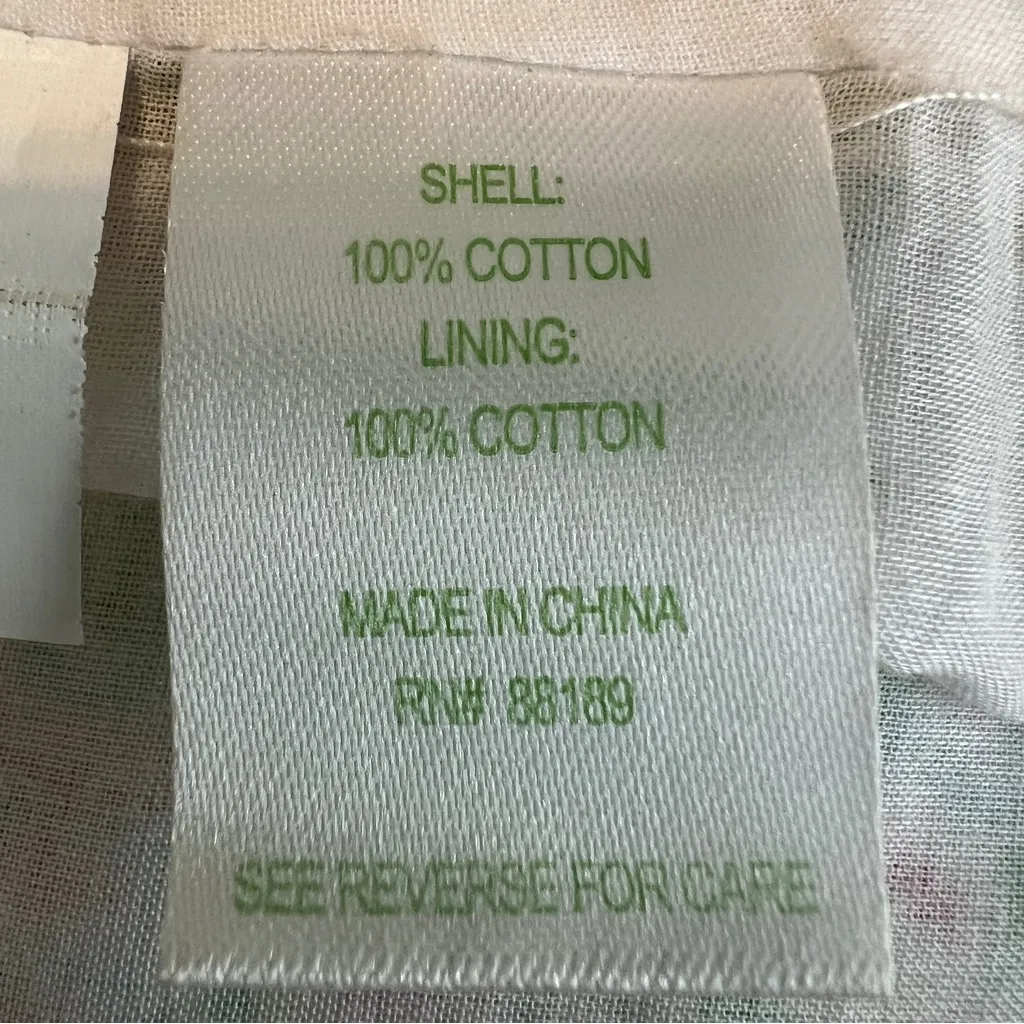 SHELL:
100% COTTON
LINING:
100% COTTON
MADE IN CHINA
RN# 88189
SEE REVERSE FOR CARE